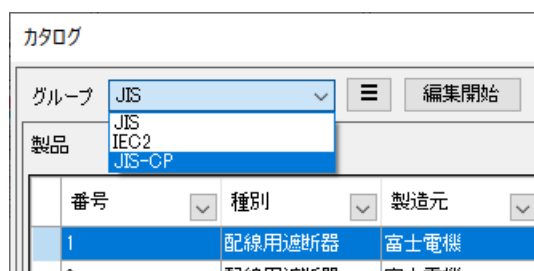 カタログ
グループ JIS ☰ 編集開始
JIS
IEC2
JIS-CP
製品
番号 種別 製造元
1 配線用遮断器 富士電機